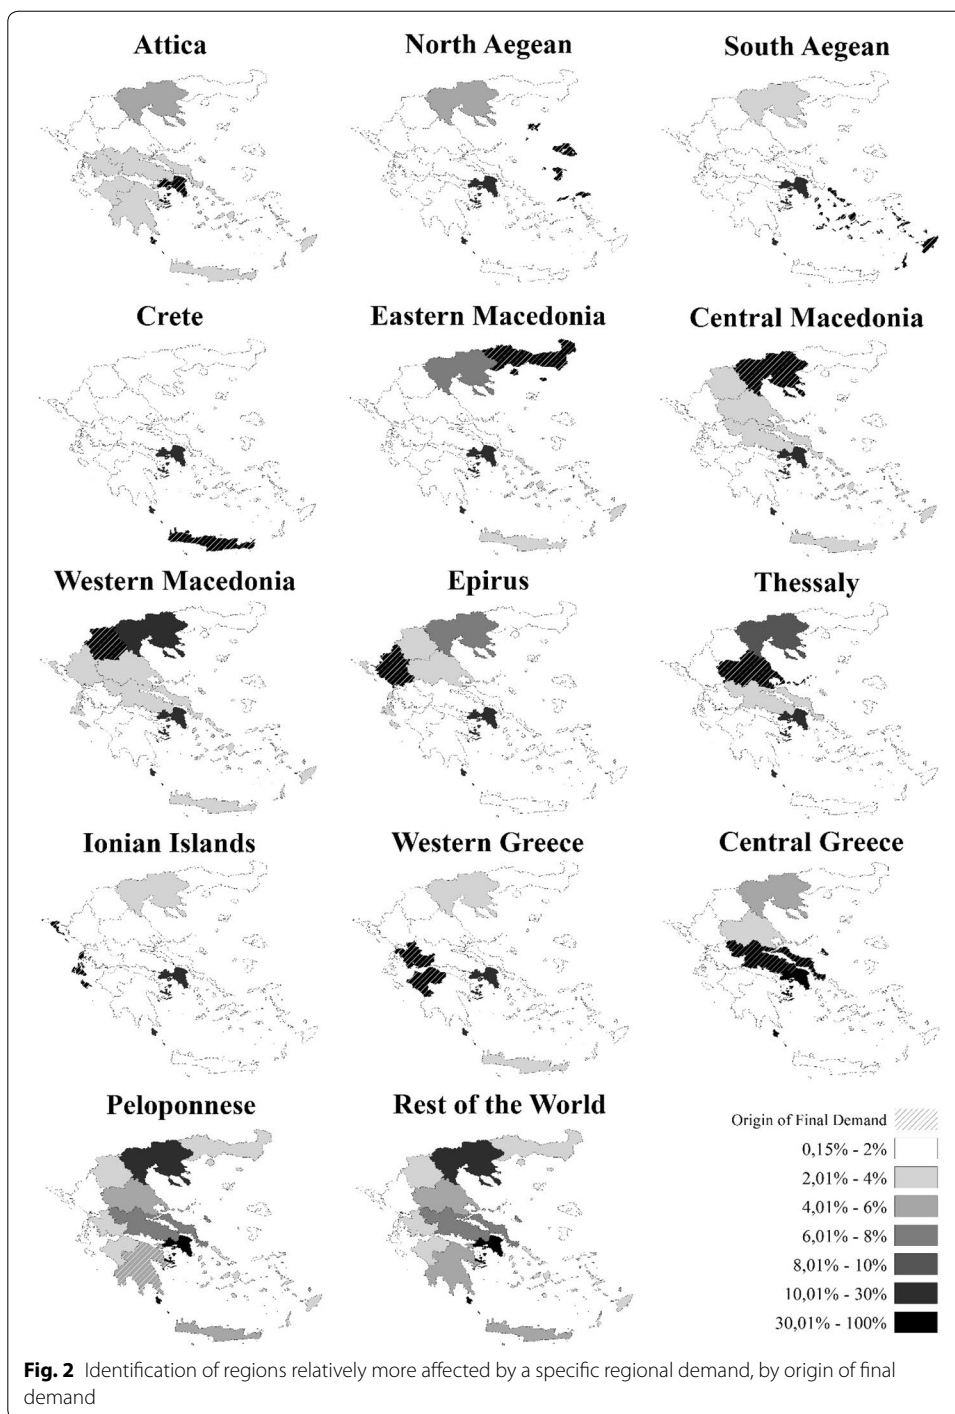 Attica
North Aegean
South Aegean
Crete
Eastern Macedonia
Central Macedonia
Western Macedonia
Epirus
Thessaly
Ionian Islands
Western Greece
Central Greece
Peloponnese
Rest of the World
Origin of Final Demand
0,15% - 2%
2,01% - 4%
4,01% - 6%
6,01% - 8%
8,01% - 10%
10,01% - 30%
30,01% - 100%
Fig. 2 Identification of regions relatively more affected by a specific regional demand, by origin of final
demand